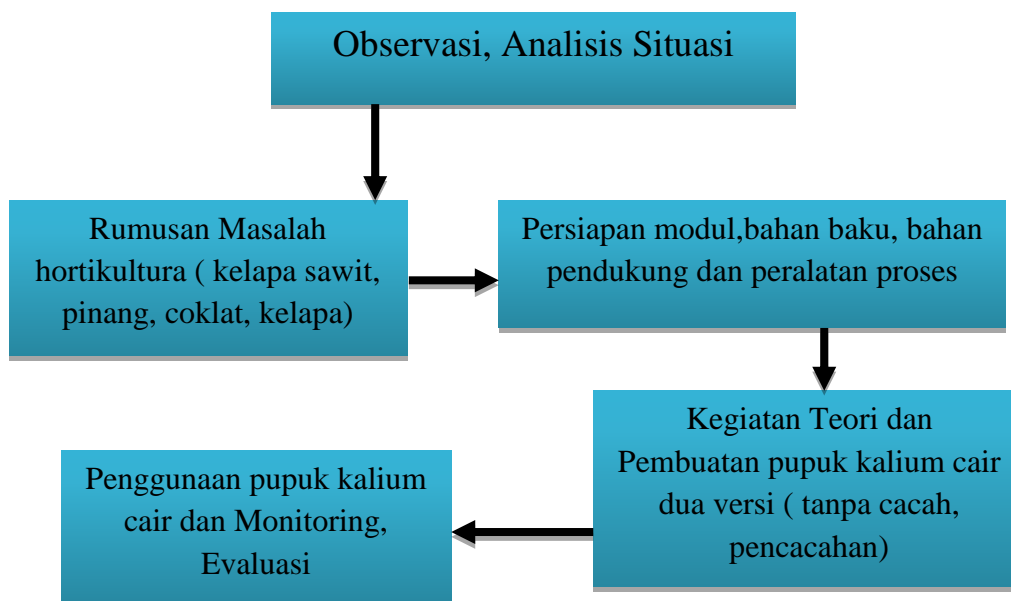 Observasi, Analisis Situasi
Rumusan Masalah
hortikultura ( kelapa sawit,
pinang, coklat, kelapa)
Persiapan modul,bahan baku, bahan
pendukung dan peralatan proses
Kegiatan Teori dan
Pembuatan pupuk kalium cair
dua versi ( tanpa cacah,
pencacahan)
Penggunaan pupuk kalium
cair dan Monitoring,
Evaluasi